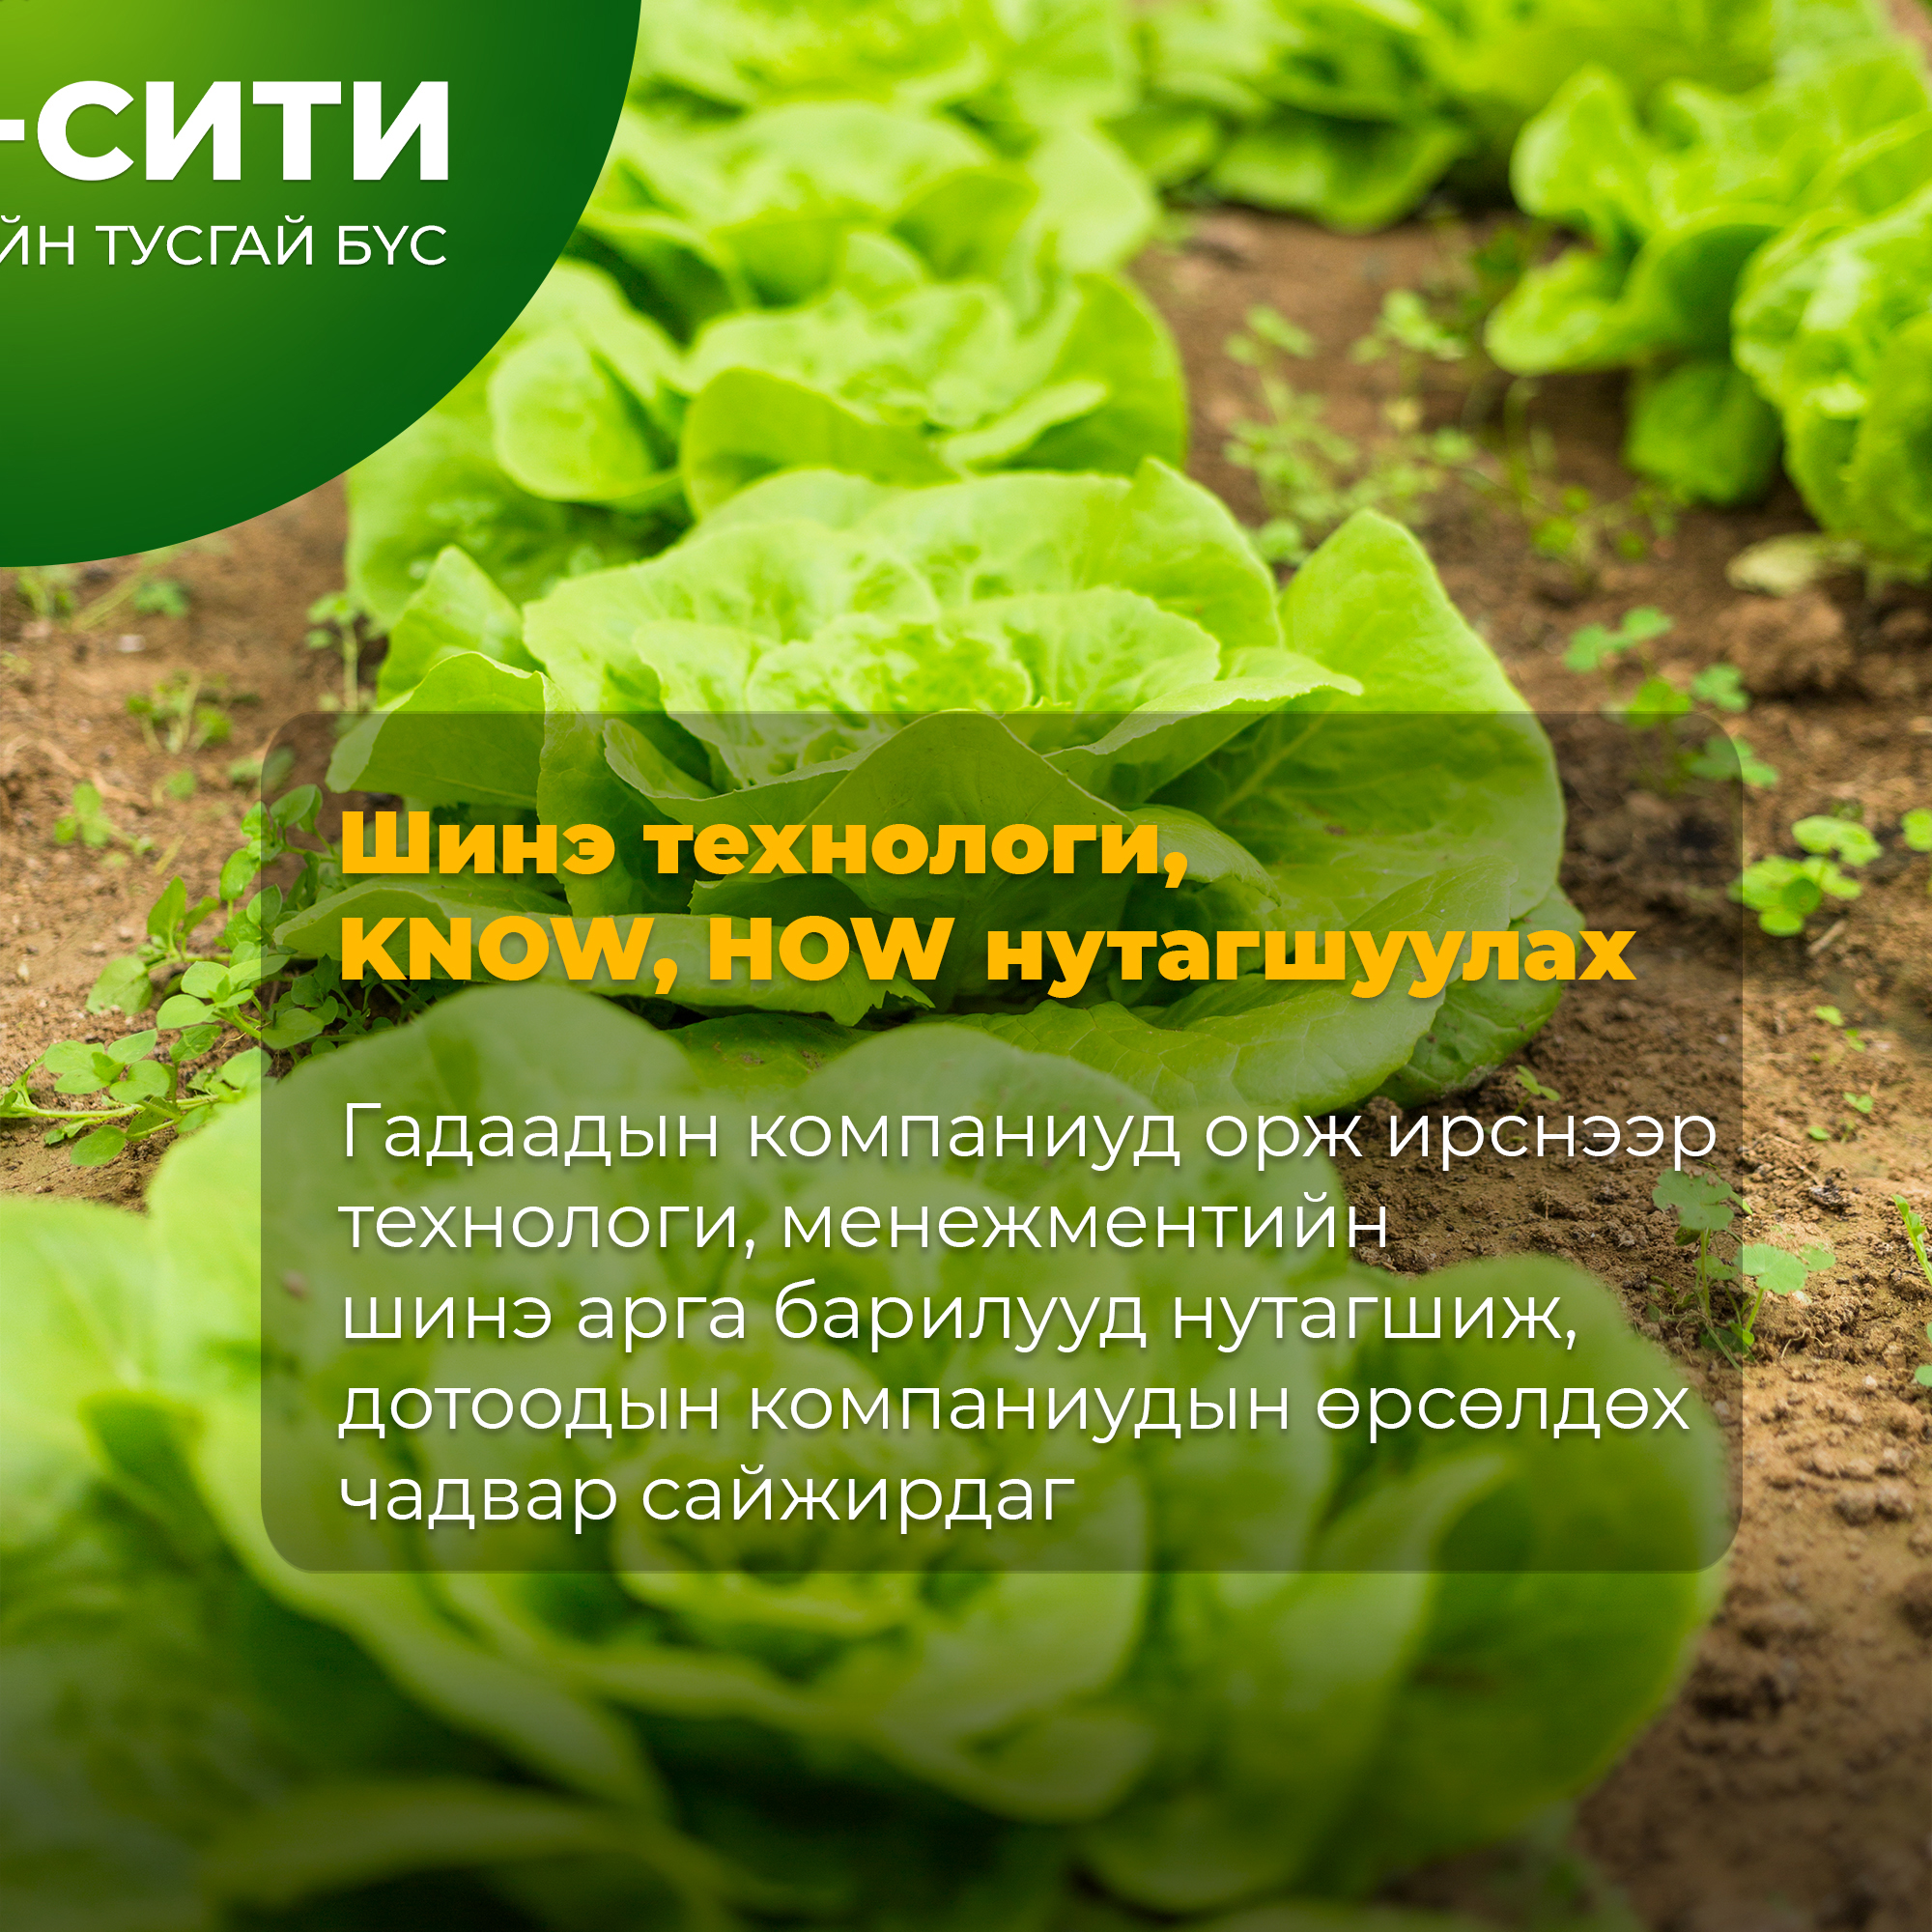 -СИТИ
ЙН ТУСГАЙ БҮС
Шинэ технологи,
KNOW, HOW нутагшуулах
Гадаадын компаниуд орж ирснээр
технологи, менежментийн
шинэ арга барилууд нутагшиж,
дотоодын компаниудын өрсөлдөх
чадвар сайжирдаг